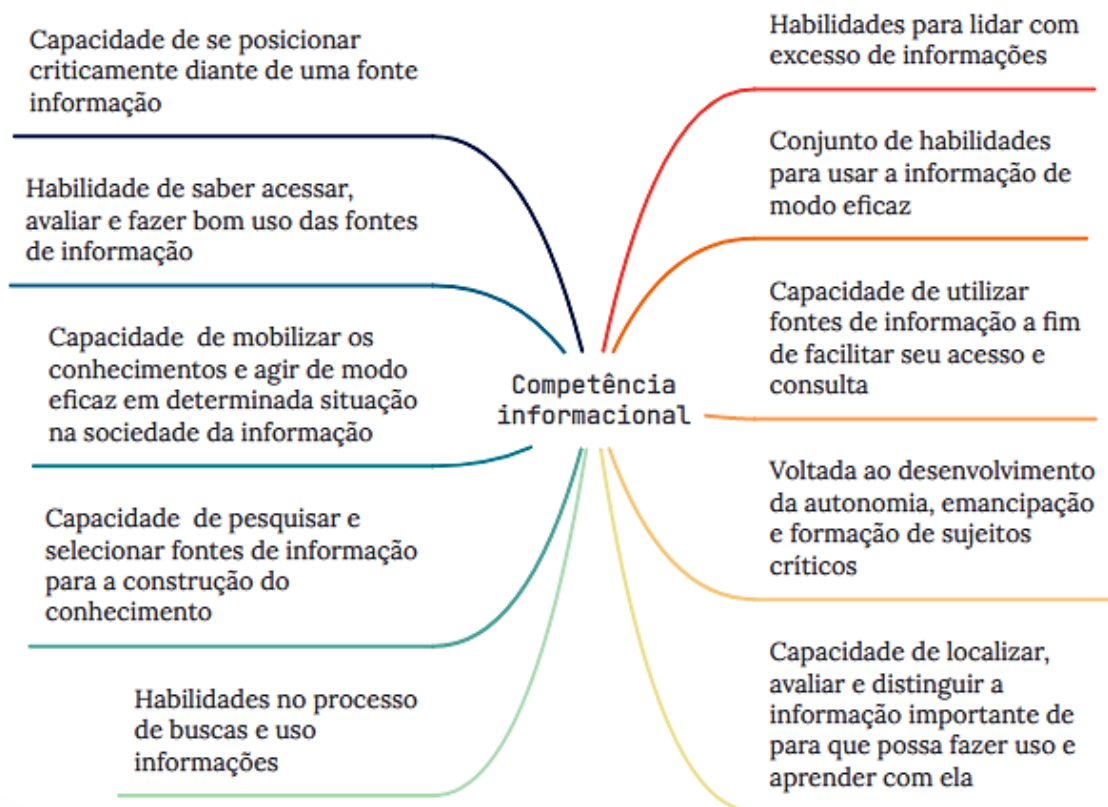 Capacidade de se posicionar
criticamente diante de uma fonte
informação
Habilidade de saber acessar,
avaliar e fazer bom uso das fontes
de informação
Capacidade de mobilizar os
conhecimentos e agir de modo
eficaz em determinada situação
na sociedade da informação
Capacidade de pesquisar e
selecionar fontes de informação
para a construção do
conhecimento
Habilidades no processo
de buscas e uso
informações
Competência
informacional
Habilidades para lidar com
excesso de informações
Conjunto de habilidades
para usar a informação de
modo eficaz
Capacidade de utilizar
fontes de informação a fim
de facilitar seu acesso e
consulta
Voltada ao desenvolvimento
da autonomia, emancipação
e formação de sujeitos
críticos
Capacidade de localizar,
avaliar e distinguir a
informação importante de
para que possa fazer uso e
aprender com ela